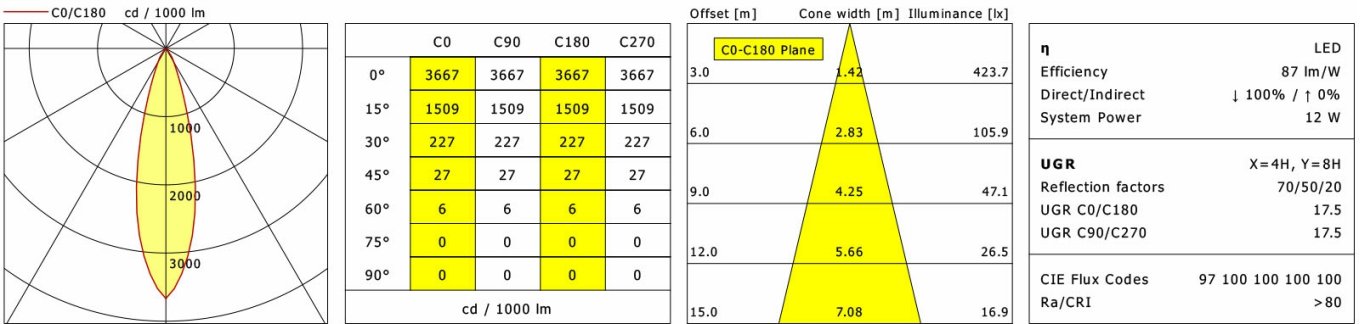 C0/C180 cd / 1000 lm
1000
2000
3000
C0 C90 C180 C270
0° 3667 3667 3667 3667
15° 1509 1509 1509 1509
30° 227 227 227 227
45° 27 27 27 27
60° 6 6 6 6
75° 0 0 0 0
90° 0 0 0 0
cd / 1000 lm
Offset [m] Cone width [m] Illuminance [lx]
C0-C180 Plane
3.0 1.42 423.7
6.0 2.83 105.9
9.0 4.25 47.1
12.0 5.66 26.5
15.0 7.08 16.9
η LED
Efficiency 87 lm/W
Direct/Indirect ↓ 100% / ↑ 0%
System Power 12 W
UGR X=4H, Y=8H
Reflection factors 70/50/20
UGR C0/C180 17.5
UGR C90/C270 17.5
CIE Flux Codes 97 100 100 100 100
Ra/CRI >80